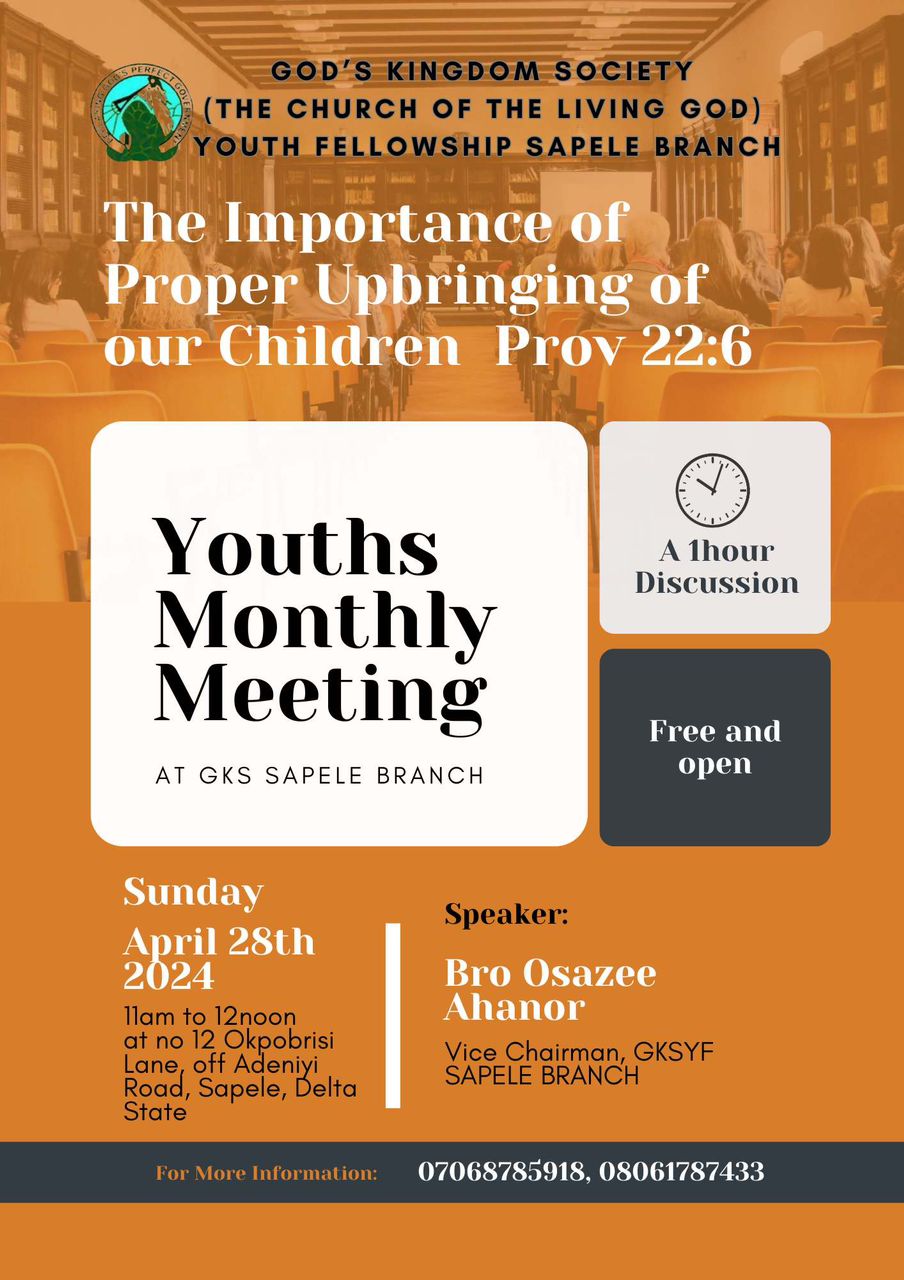 GOD'S KINGDOM SOCIETY
(THE CHURCH OF THE LIVING GOD)
YOUTH FELLOWSHIP SAPELE BRANCH
The Importance of
Proper Upbringing of
our Children Prov 22:6
Youths
Monthly
Meeting
AT GKS SAPELE BRANCH
A 1hour
Discussion
Free and
open
Sunday
April 28th
2024
11am to 12noon
at no 12 Okpobrisi
Lane, off Adeniyi
Road, Sapele, Delta
State
Speaker:
Bro Osazee
Ahanor
Vice Chairman, GKSYF
SAPELE BRANCH
For More Information: 07068785918, 08061787433